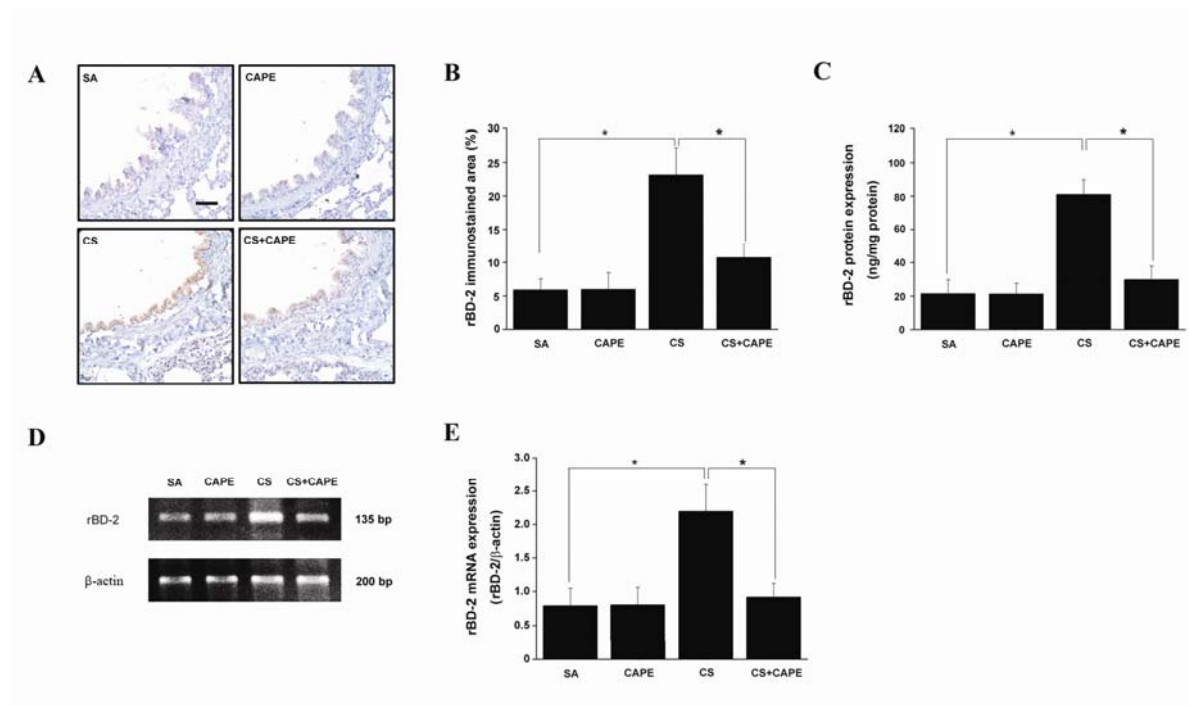 A
SA
CAPE
CS
CS+CAPE
B
rBD-2 immunostained area (%)
30
25
20
15
10
5
0
*
*
SA
CAPE
CS
CS+CAPE
C
rBD-2 protein expression
(ng/mg protein)
120
100
80
60
40
20
0
*
*
SA
CAPE
CS
CS+CAPE
D
SA
CAPE
CS
CS+CAPE
rBD-2
135 bp
β-actin
200 bp
E
rBD-2 mRNA expression
(rBD-2/β-actin)
3.0
2.5
2.0
1.5
1.0
0.5
0
*
*
SA
CAPE
CS
CS+CAPE